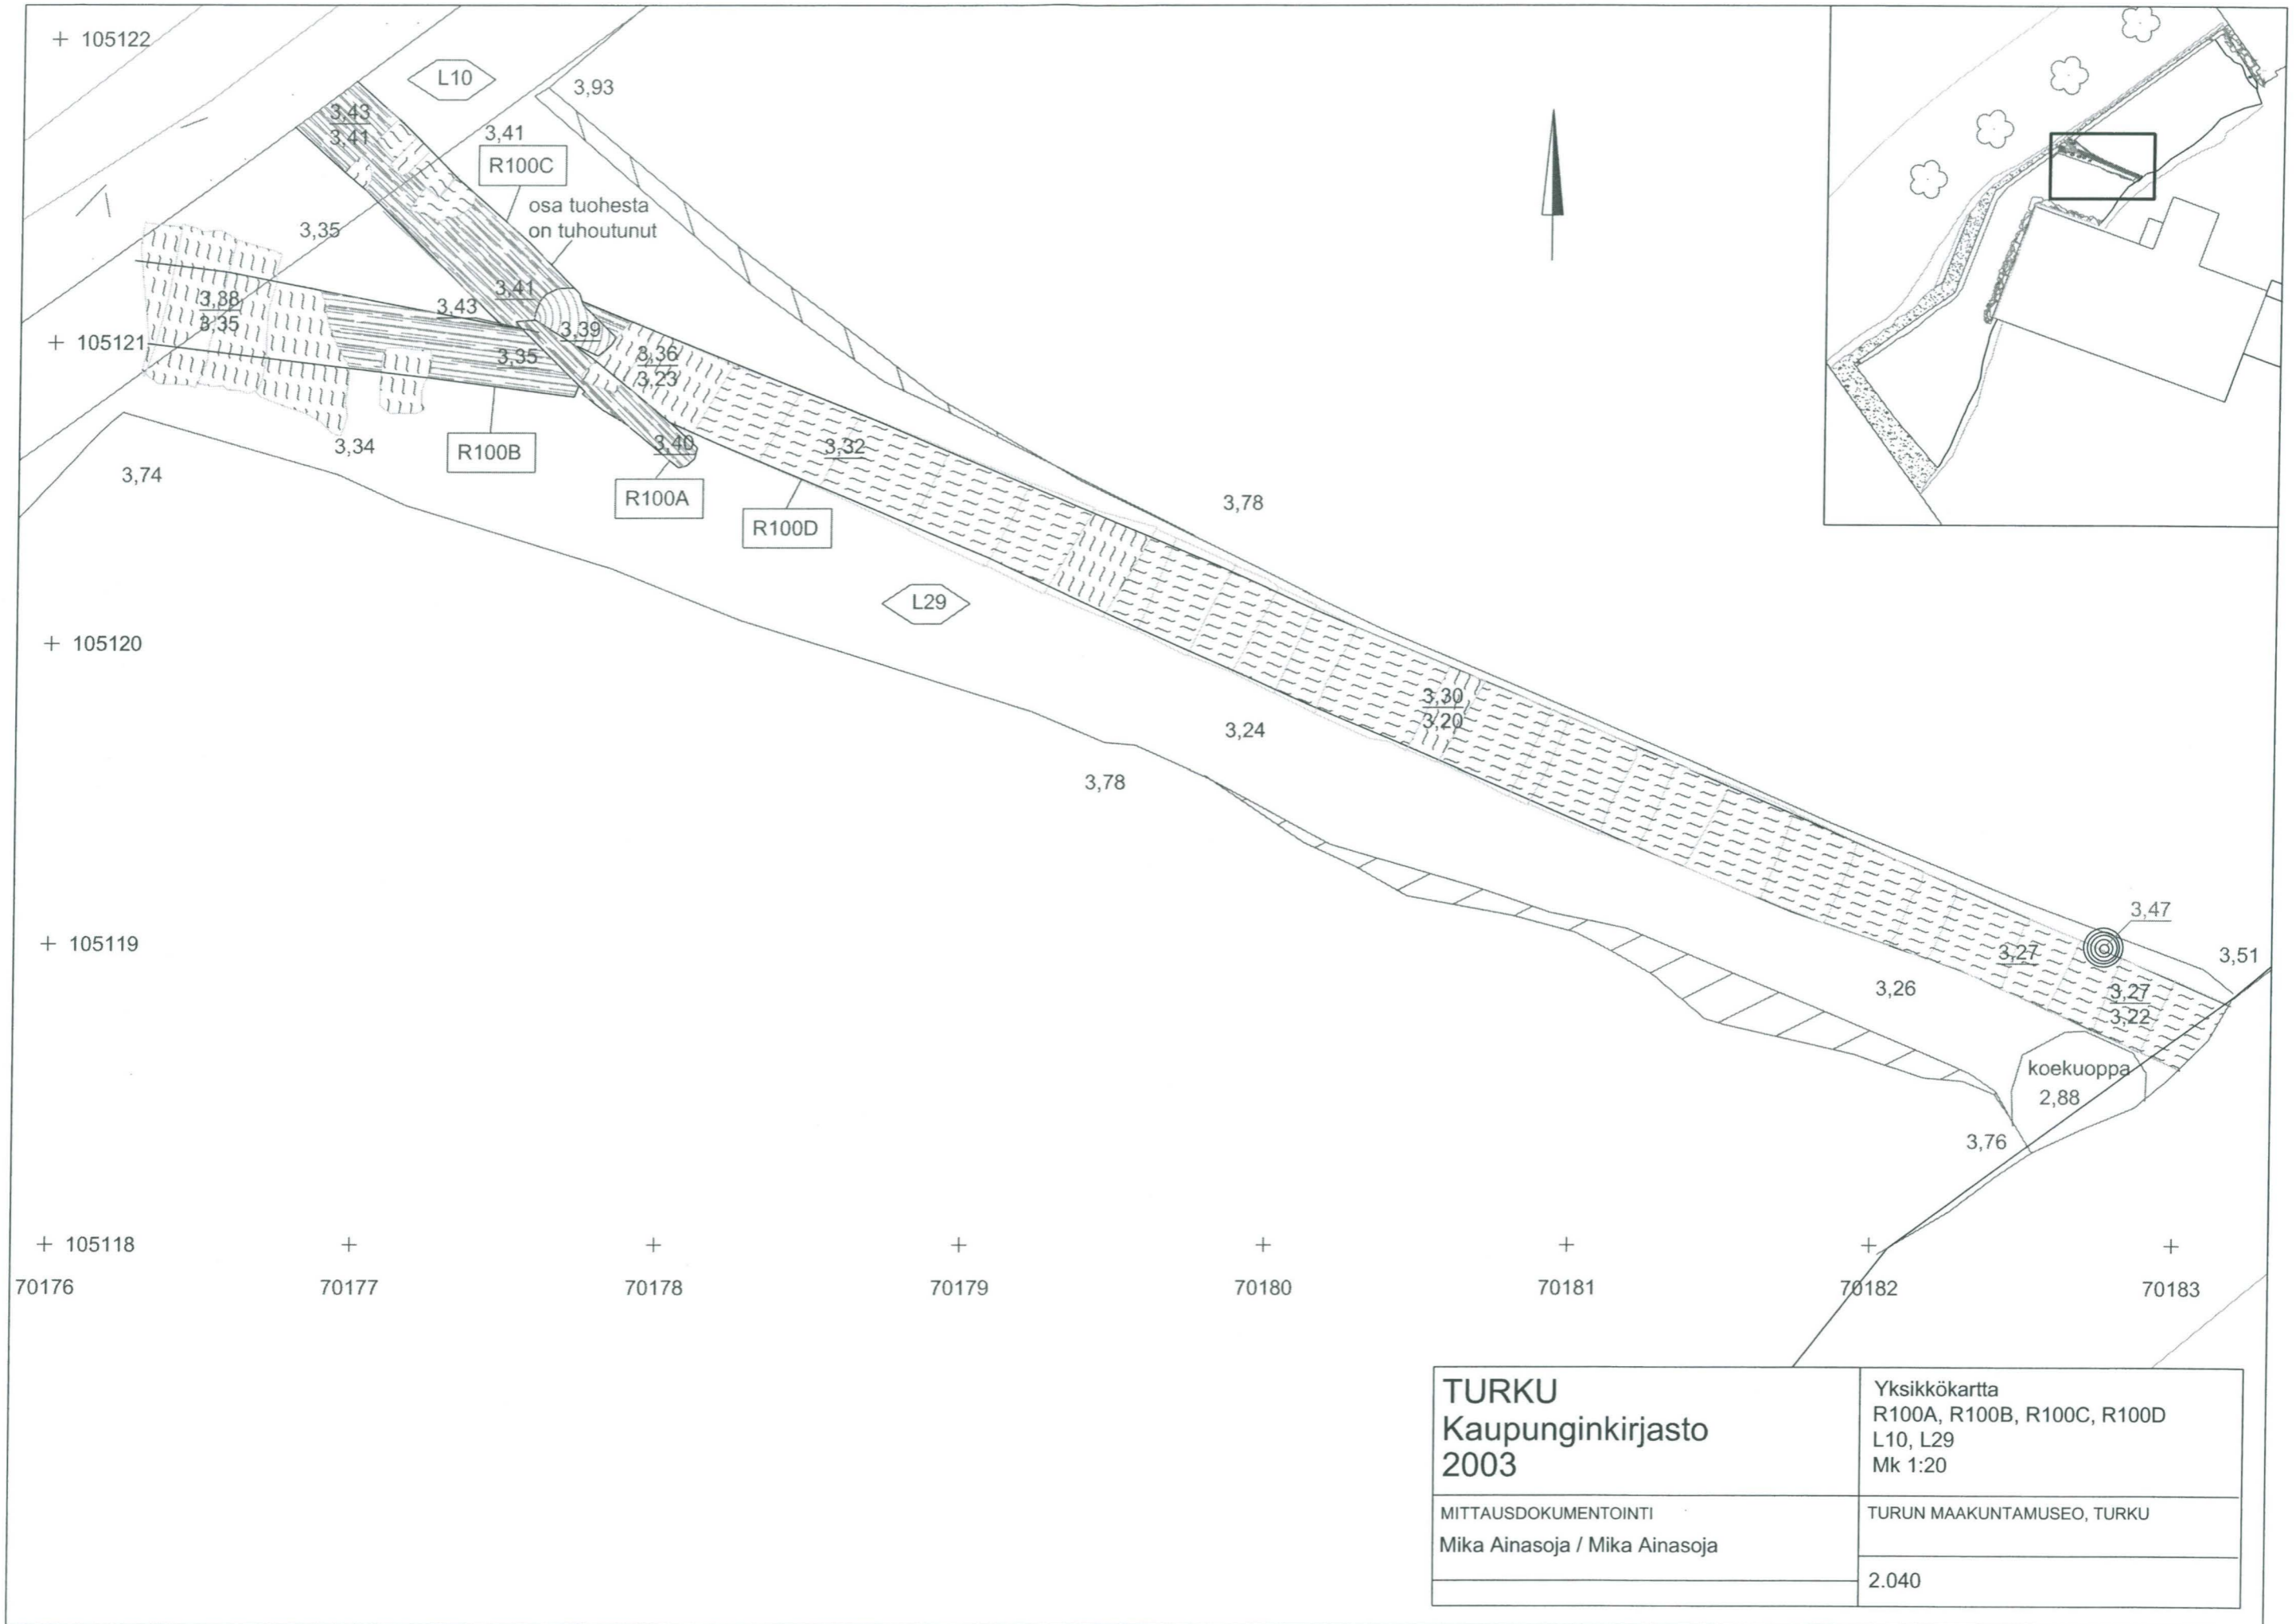 105122
L10
3,93
3,43
3,41
3,41
R100C
osa tuohesta
on tuhoutunut
3,35
3,41
3,38
3,35
3,43
3,39
105121
3,35
3,36
3,23
3,34
R100B
3,40
3,32
3,74
R100A
R100D
3,78
L29
105120
3,30
3,20
3,24
3,78
3,47
105119
3,27
3,51
3,26
3,27
3,22
koekuoppa
2,88
3,76
105118
70176
70177
70178
70179
70180
70181
70182
70183
TURKU
Kaupunginkirjasto
2003
Yksikkökartta
R100A, R100B, R100C, R100D
L10, L29
Mk 1:20
MITTAUSDOKUMENTOINTI
Mika Ainasoja / Mika Ainasoja
TURUN MAAKUNTAMUSEO, TURKU
2.040